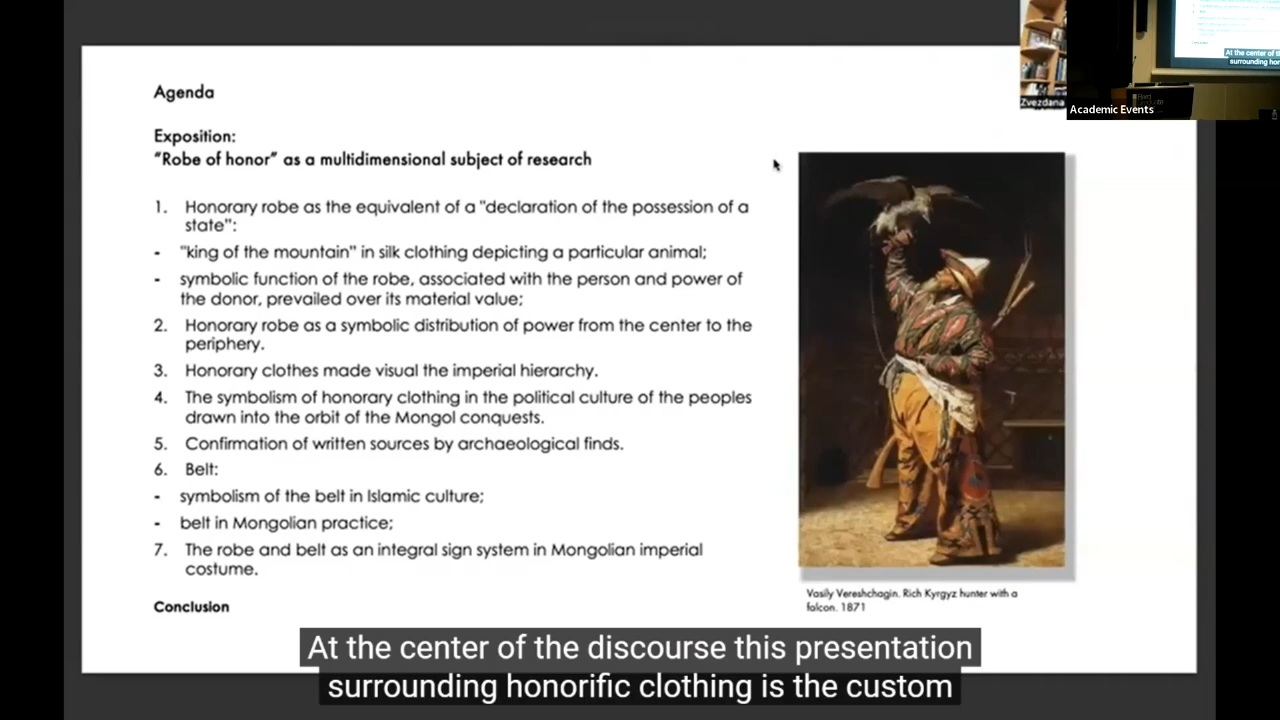 Agenda
Exposition:
“Robe of honor” as a multidimensional subject of research
1. Honorary robe as the equivalent of a "declaration of the possession of a
state":
- "king of the mountain" in silk clothing depicting a particular animal;
- symbolic function of the robe, associated with the person and power of
the donor, prevailed over its material value;
2. Honorary robe as a symbolic distribution of power from the center to the
periphery.
3. Honorary clothes made visual the imperial hierarchy.
4. The symbolism of honorary clothing in the political culture of the peoples
drawn into the orbit of the Mongol conquests.
5. Confirmation of written sources by archaeological finds.
6. Belt:
- symbolism of the belt in Islamic culture;
- belt in Mongolian practice;
7. The robe and belt as an integral sign system in Mongolian imperial
costume.
Conclusion
Vasily Vereshchagin. Rich Kyrgyz hunter with a
falcon. 1871
Zvezdana
Academic Events
At the center of th
surrounding hon
At the center of the discourse this presentation
surrounding honorific clothing is the custom